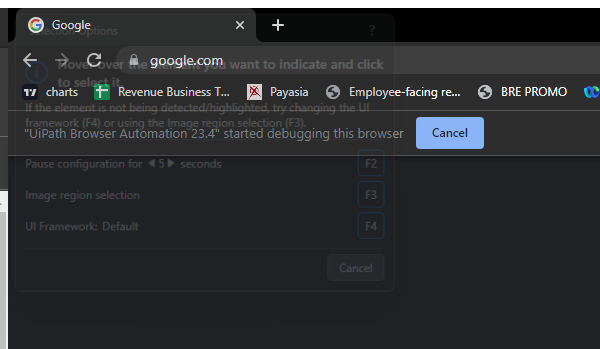 Google
Selection Options ?
google.com
Hover over the element you want to indicate and click
to select it.
charts Revenue Business T... Payasia Employee-facing re... BRE PROMO
If the element is not being detected/highlighted, try changing the UI
framework (F4) or using the Image region selection (F3).
"UiPath Browser Automation 23.4" started debugging this browser Cancel
Pause configuration for 5 seconds F2
Image region selection F3
UI Framework: Default F4
Cancel